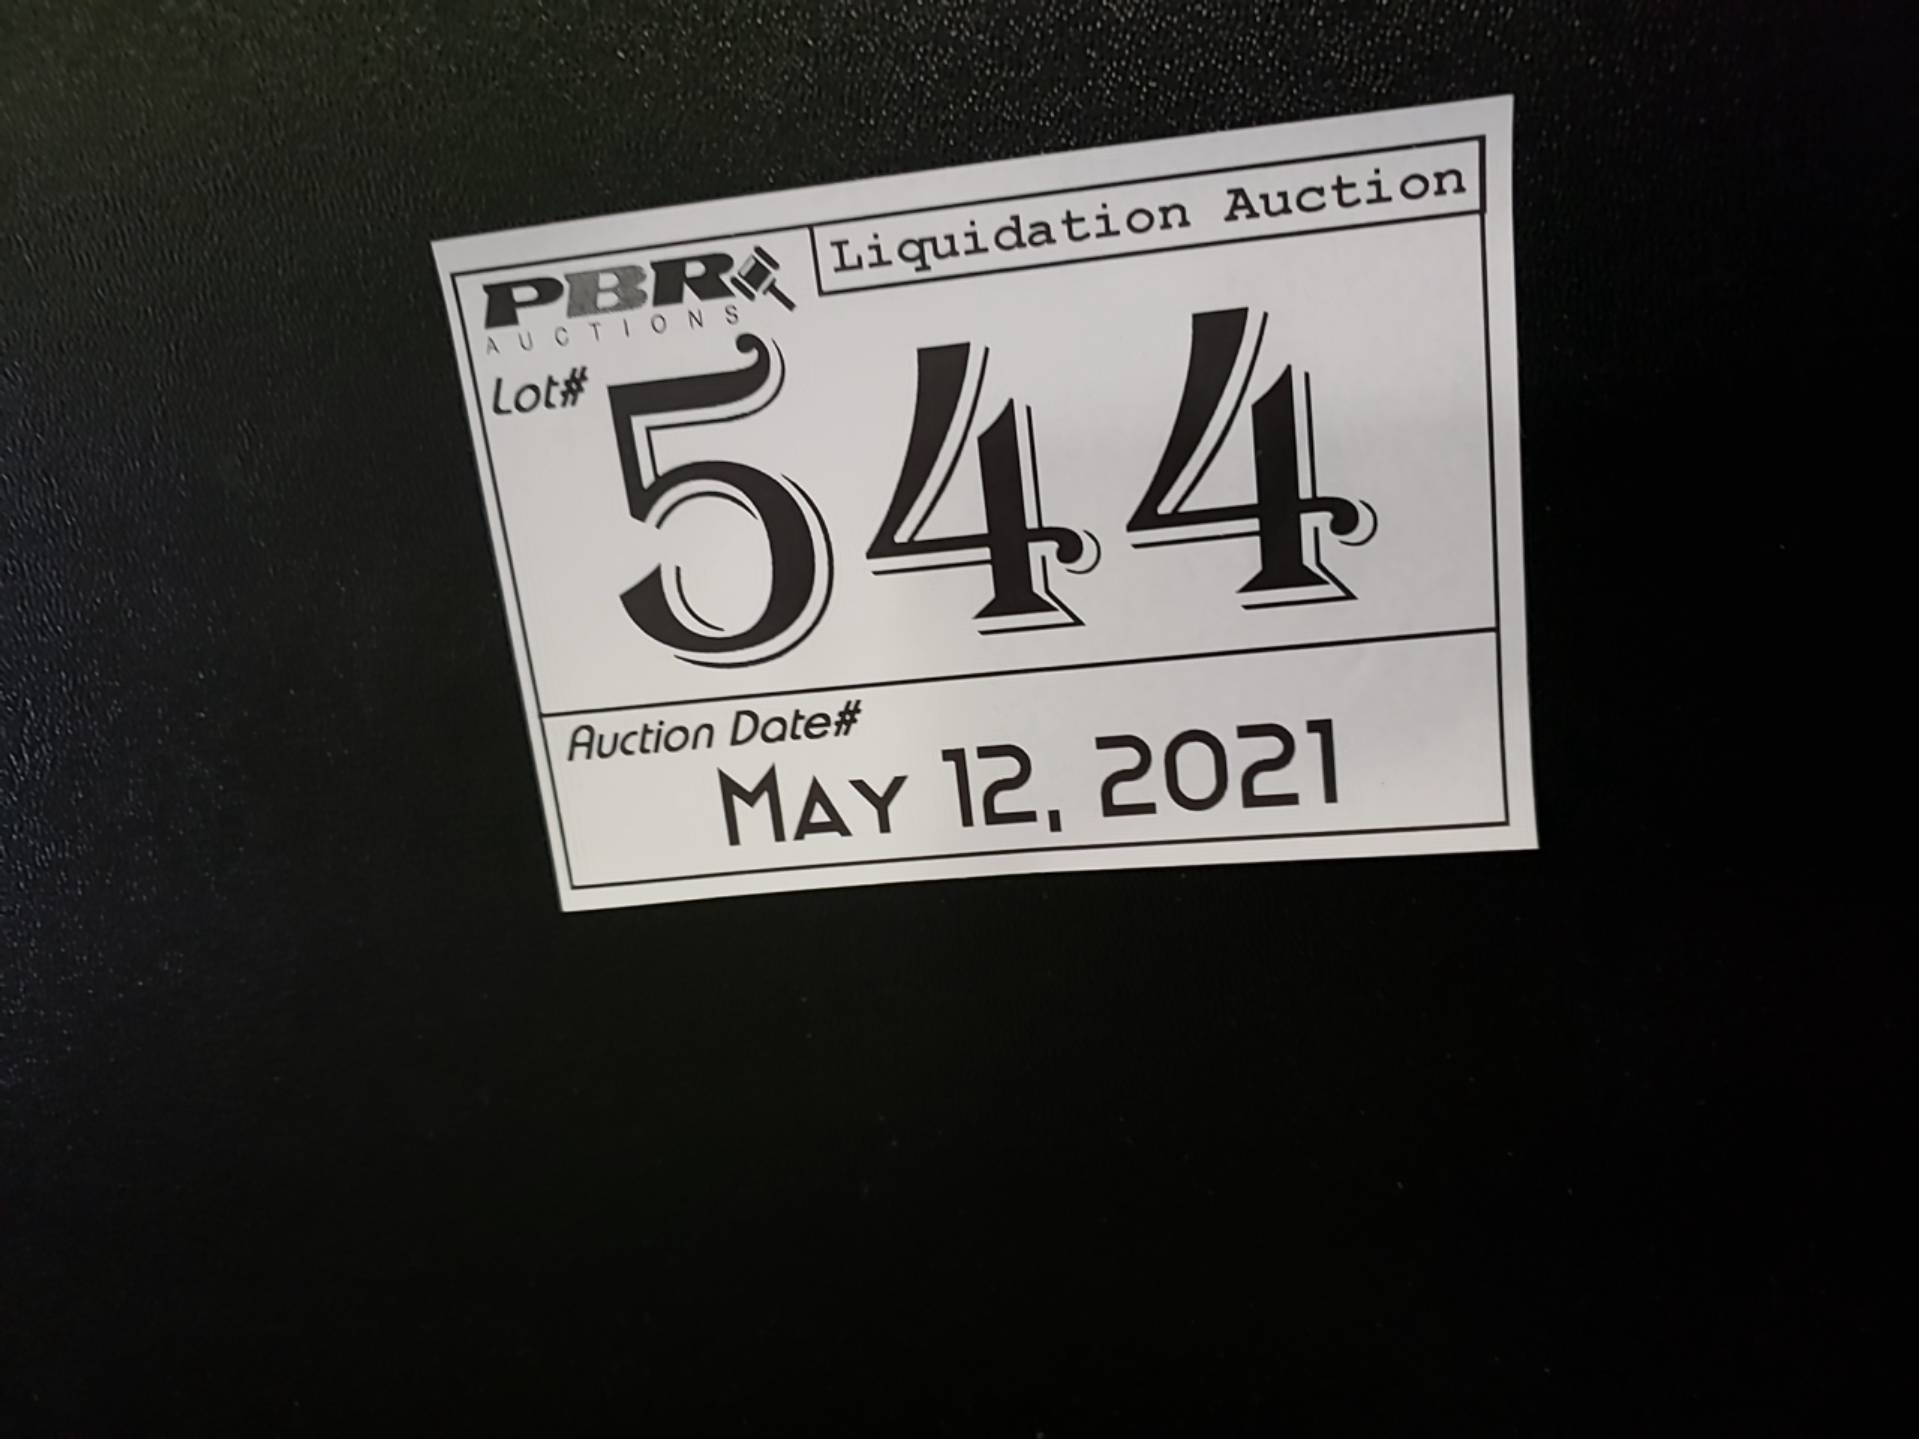 PBR
AUCTIONS
Liquidation Auction
Lot#
544
Auction Date#
MAY 12, 2021